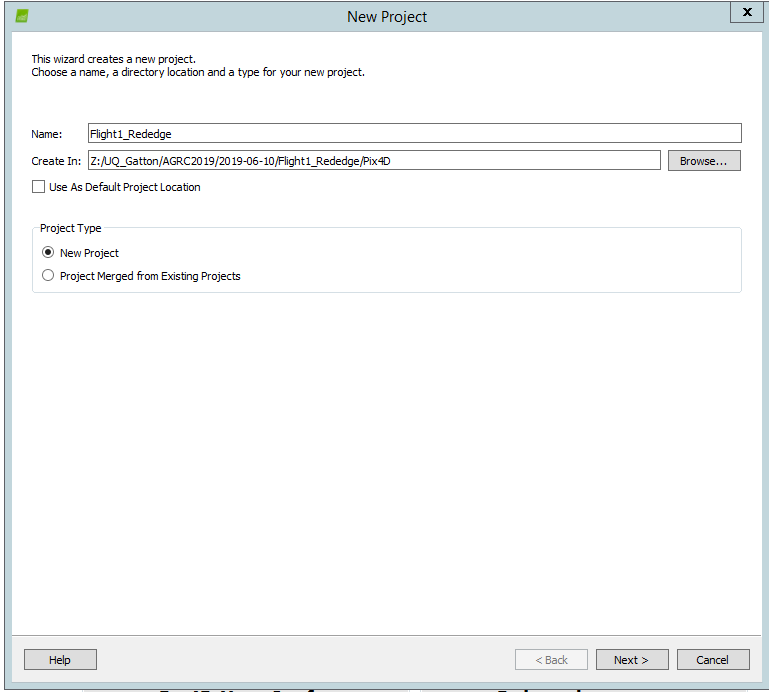 New Project
This wizard creates a new project.
Choose a name, a directory location and a type for your new project.
Name: Flight1_Rededge
Create In: Z:/UQ_Gatton/AGRC2019/2019-06-10/Flight1_Rededge/Pix4D Browse...
Use As Default Project Location
Project Type
New Project
Project Merged from Existing Projects
Help < Back Next > Cancel